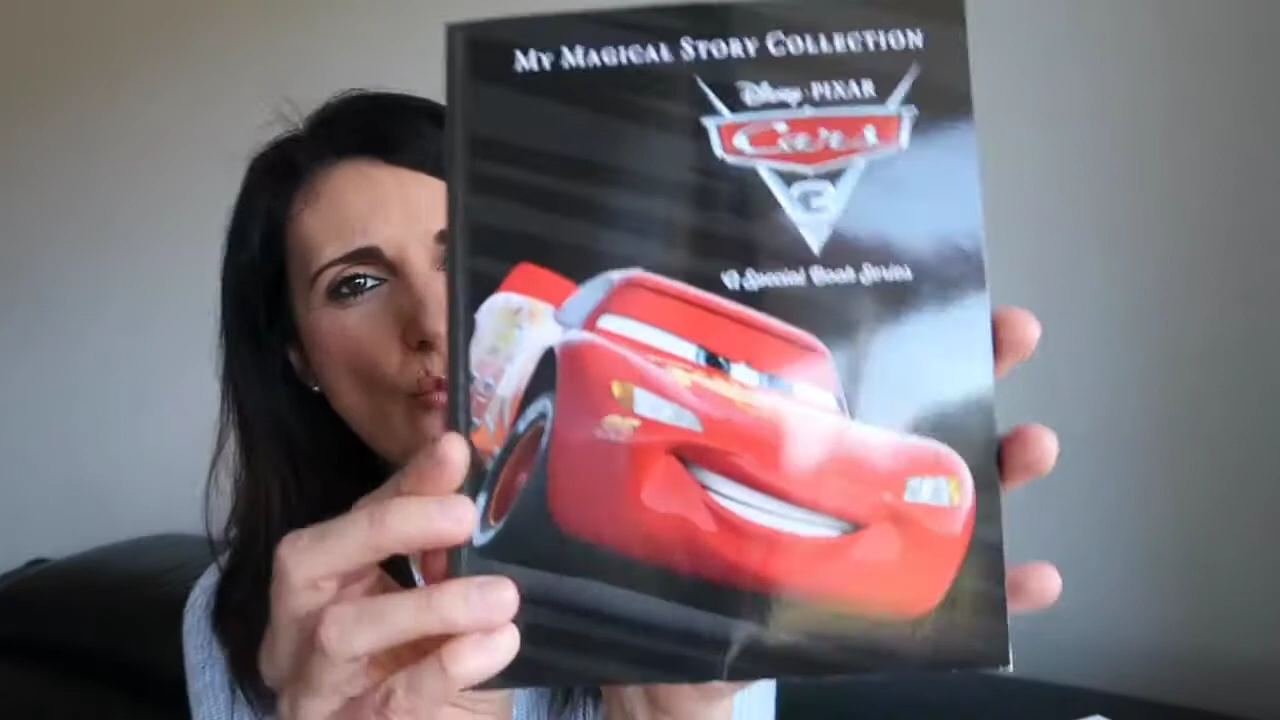 MY MAGICAL STORY COLLECTION
Disney·PIXAR
Cars
3
A Special Book Series